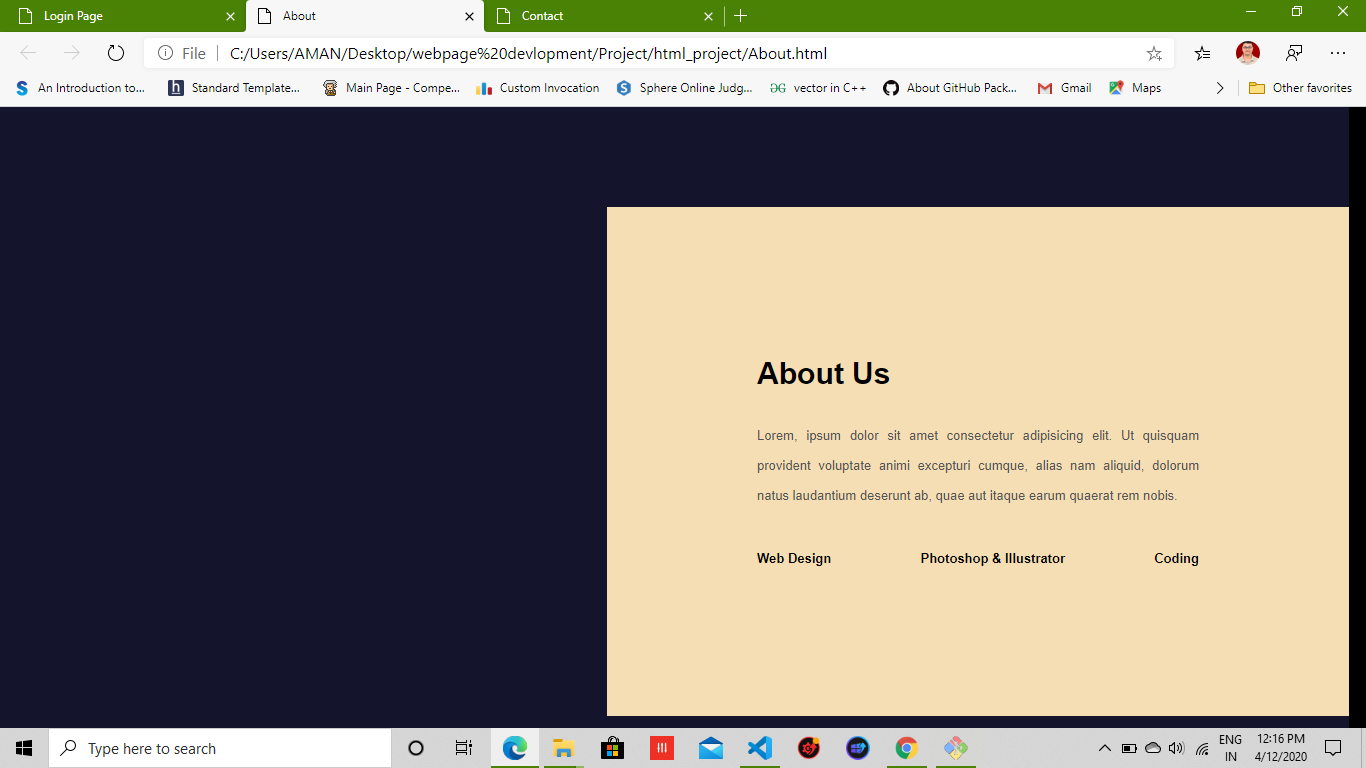 Login Page
About
Contact
File
C:/Users/AMAN/Desktop/webpage%20devlopment/Project/html_project/About.html
An Introduction to...
Standard Template...
Main Page - Compe...
Custom Invocation
Sphere Online Judg...
vector in C++
About GitHub Pack...
Gmail
Maps
Other favorites
About Us
Lorem, ipsum dolor sit amet consectetur adipisicing elit. Ut quisquam
provident voluptate animi excepturi cumque, alias nam aliquid, dolorum
natus laudantium deserunt ab, quae aut itaque earum quaerat rem nobis.
Web Design Photoshop & Illustrator Coding
Type here to search
ENG
IN
12:16 PM
4/12/2020